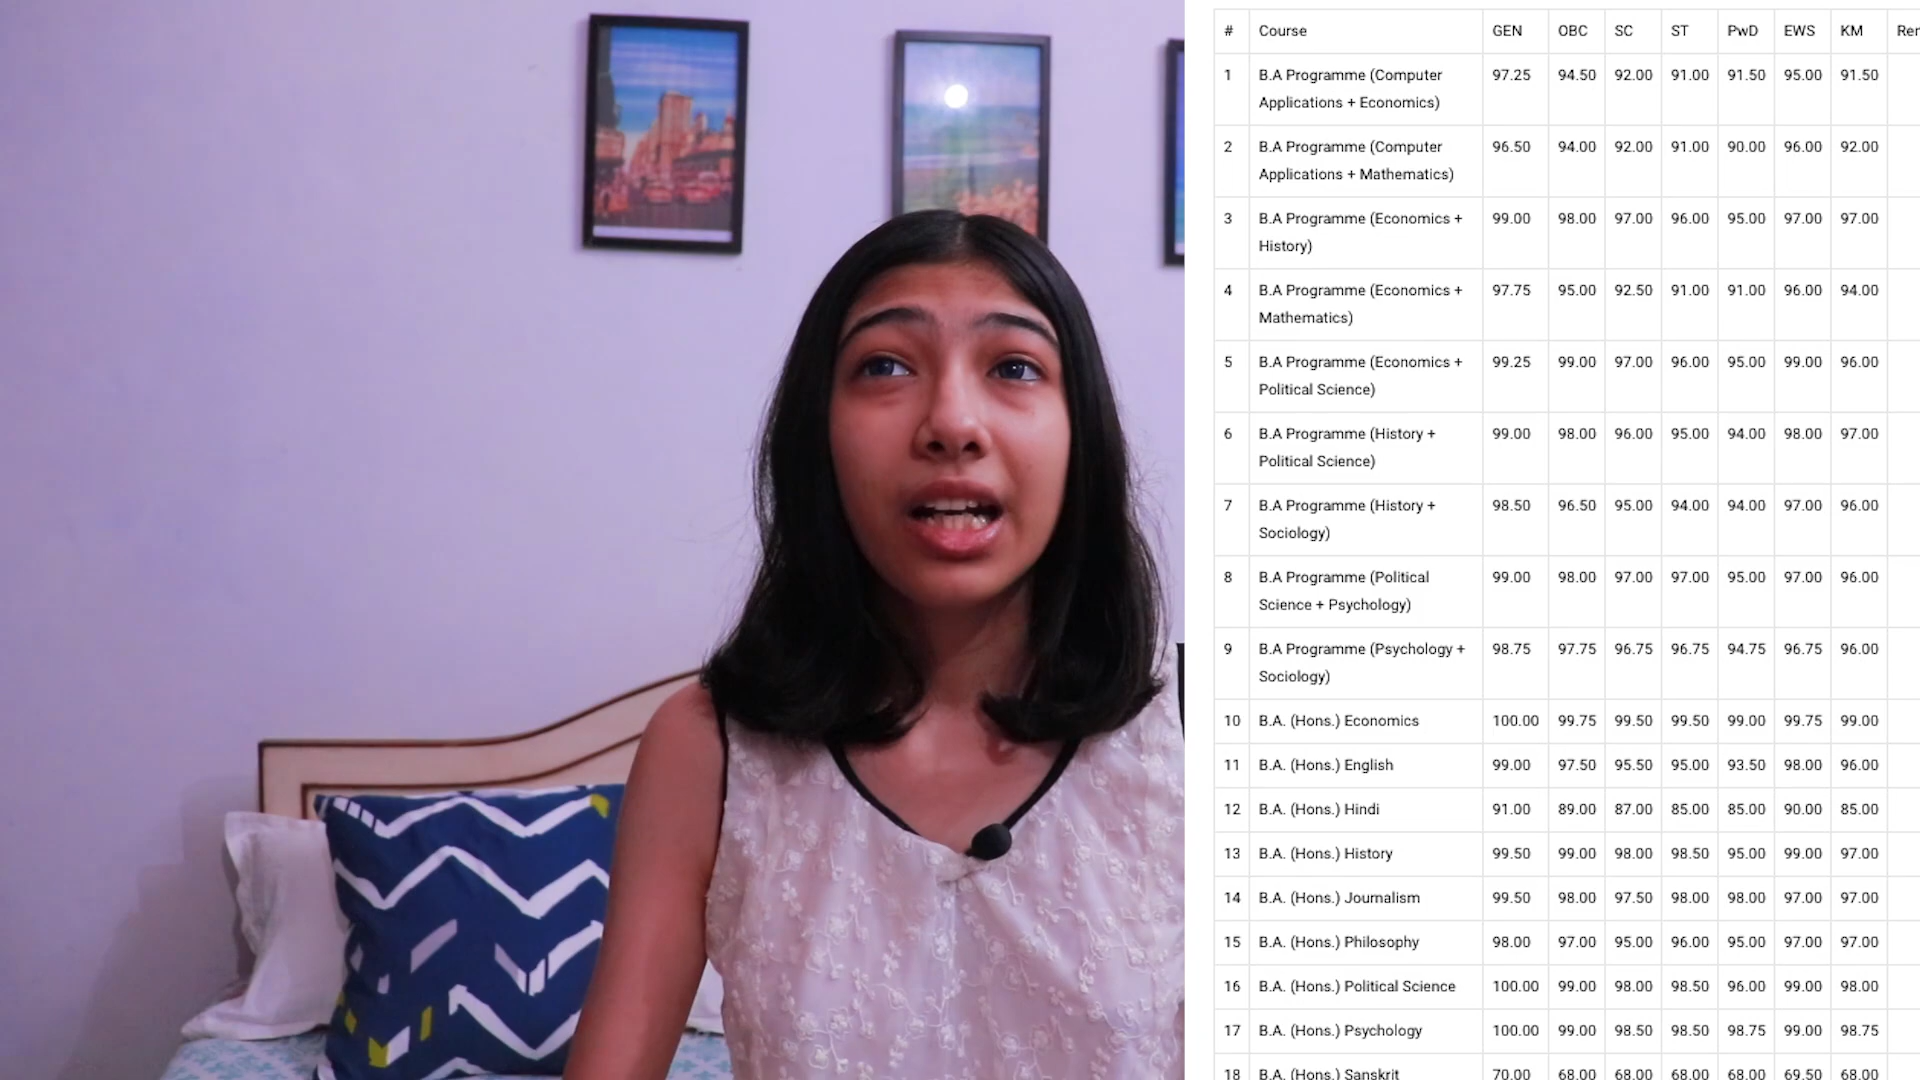 # Course GEN OBC SC ST PwD EWS KM Rer
1 B.A Programme (Computer 97.25 94.50 92.00 91.00 91.50 95.00 91.50
Applications + Economics)
2 B.A Programme (Computer 96.50 94.00 92.00 91.00 90.00 96.00 92.00
Applications + Mathematics)
3 B.A Programme (Economics + 99.00 98.00 97.00 96.00 95.00 97.00 97.00
History)
4 B.A Programme (Economics + 97.75 95.00 92.50 91.00 91.00 96.00 94.00
Mathematics)
5 B.A Programme (Economics + 99.25 99.00 97.00 96.00 95.00 99.00 96.00
Political Science)
6 B.A Programme (History + 99.00 98.00 96.00 95.00 94.00 98.00 97.00
Political Science)
7 B.A Programme (History + 98.50 96.50 95.00 94.00 94.00 97.00 96.00
Sociology)
8 B.A Programme (Political 99.00 98.00 97.00 97.00 95.00 97.00 96.00
Science + Psychology)
9 B.A Programme (Psychology + 98.75 97.75 96.75 96.75 94.75 96.75 96.00
Sociology)
10 B.A. (Hons.) Economics 100.00 99.75 99.50 99.50 99.00 99.75 99.00
11 B.A. (Hons.) English 99.00 97.50 95.50 95.00 93.50 98.00 96.00
12 B.A. (Hons.) Hindi 91.00 89.00 87.00 85.00 85.00 90.00 85.00
13 B.A. (Hons.) History 99.50 99.00 98.00 98.50 95.00 99.00 97.00
14 B.A. (Hons.) Journalism 99.50 98.00 97.50 98.00 98.00 97.00 97.00
15 B.A. (Hons.) Philosophy 98.00 97.00 95.00 96.00 95.00 97.00 97.00
16 B.A. (Hons.) Political Science 100.00 99.00 98.00 98.50 96.00 99.00 98.00
17 B.A. (Hons.) Psychology 100.00 99.00 98.50 98.50 98.75 99.00 98.75
18 B.A. (Hons.) Sanskrit 70.00 68.00 68.00 68.00 68.00 69.50 68.00